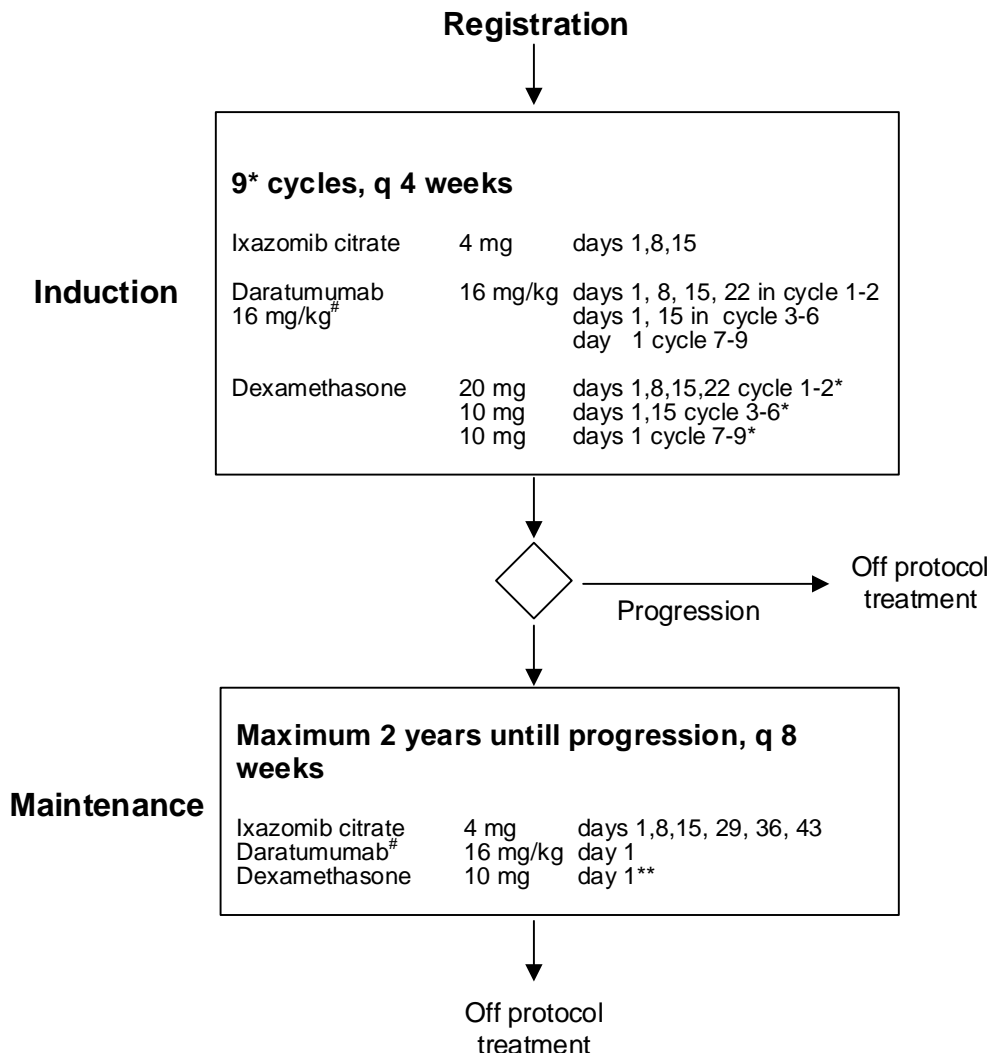 Registration
9* cycles, q 4 weeks
Ixazomib citrate 4 mg days 1,8,15
Induction
Daratumumab 16 mg/kg days 1, 8, 15, 22 in cycle 1-2
16 mg/kg# days 1, 15 in cycle 3-6
day 1 cycle 7-9
Dexamethasone 20 mg days 1,8,15,22 cycle 1-2*
10 mg days 1,15 cycle 3-6*
10 mg days 1 cycle 7-9*
Progression
Off protocol
treatment
Maximum 2 years untill progression, q 8
weeks
Maintenance
Ixazomib citrate 4 mg days 1,8,15, 29, 36, 43
Daratumumab# 16 mg/kg day 1
Dexamethasone 10 mg day 1**
Off protocol
treatment